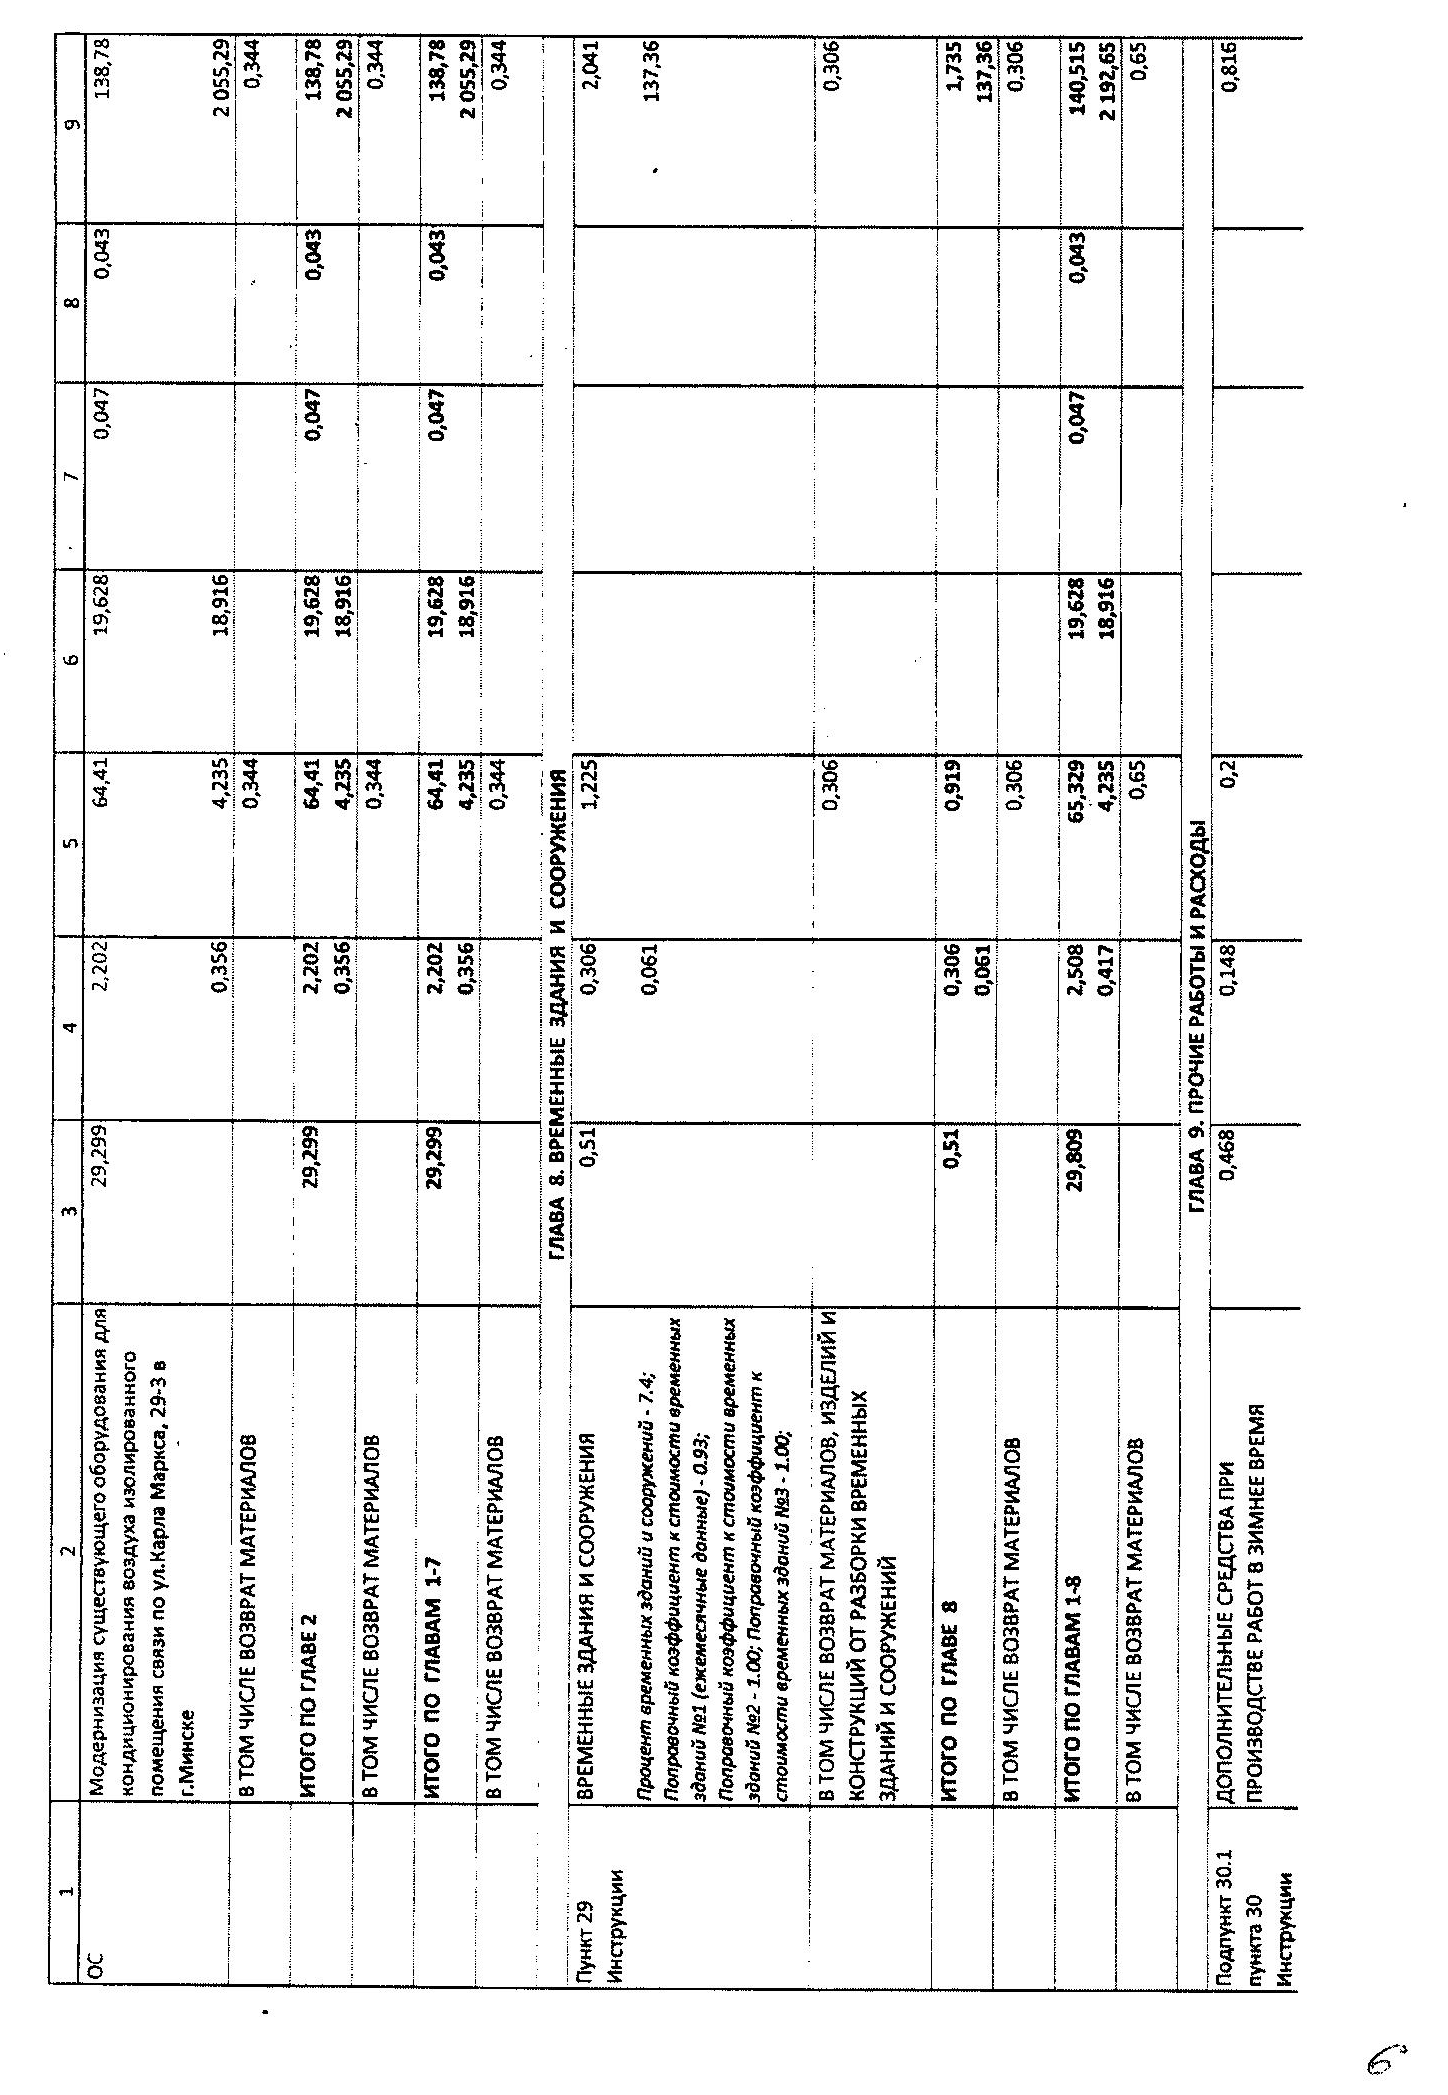 1 2 3 4 5 6 7 8 9
ОС Модернизация существующего оборудования для 29,299 2,202 64,41 19,628 0,047 0,043 138,78
кондиционирования воздуха изолированного
помещения связи по ул.Карла Маркса, 29-3 в
г.Минске 0,356 4,235 18,916 2 055,29
В ТОМ ЧИСЛЕ ВОЗВРАТ МАТЕРИАЛОВ 0,344 0,344
ИТОГО ПО ГЛАВЕ 2 29,299 2,202 64,41 19,628 0,047 0,043 138,78
0,356 4,235 18,916 2 055,29
В ТОМ ЧИСЛЕ ВОЗВРАТ МАТЕРИАЛОВ 0,344 0,344
ИТОГО ПО ГЛАВАМ 1-7 29,299 2,202 64,41 19,628 0,047 0,043 138,78
0,356 4,235 18,916 2 055,29
В ТОМ ЧИСЛЕ ВОЗВРАТ МАТЕРИАЛОВ 0,344 0,344
ГЛАВА 8. ВРЕМЕННЫЕ ЗДАНИЯ И СООРУЖЕНИЯ
Пункт 29 ВРЕМЕННЫЕ ЗДАНИЯ И СООРУЖЕНИЯ 0,51 0,306 1,225 2,041
Инструкции
Процент временных зданий и сооружений - 7.4; 0,061 137,36
Поправочный коэффициент к стоимости временных
зданий №1 (ежемесячные данные) - 0.93;
Поправочный коэффициент к стоимости временных
зданий №2 - 1.00; Поправочный коэффициент к
стоимости временных зданий №3 - 1.00;
В ТОМ ЧИСЛЕ ВОЗВРАТ МАТЕРИАЛОВ, ИЗДЕЛИЙ И 0,306 0,306
КОНСТРУКЦИЙ ОТ РАЗБОРКИ ВРЕМЕННЫХ
ЗДАНИЙ И СООРУЖЕНИЙ
ИТОГО ПО ГЛАВЕ 8 0,51 0,306 0,919 1,735
0,061 137,36
В ТОМ ЧИСЛЕ ВОЗВРАТ МАТЕРИАЛОВ 0,306 0,306
ИТОГО ПО ГЛАВАМ 1-8 29,809 2,508 65,329 19,628 0,047 0,043 140,515
0,417 4,235 18,916 2 192,65
В ТОМ ЧИСЛЕ ВОЗВРАТ МАТЕРИАЛОВ 0,65 0,65
ГЛАВА 9. ПРОЧИЕ РАБОТЫ И РАСХОДЫ
Подпункт 30.1 ДОПОЛНИТЕЛЬНЫЕ СРЕДСТВА ПРИ 0,468 0,148 0,2 0,816
пункта 30 ПРОИЗВОДСТВЕ РАБОТ В ЗИМНЕЕ ВРЕМЯ
Инструкции